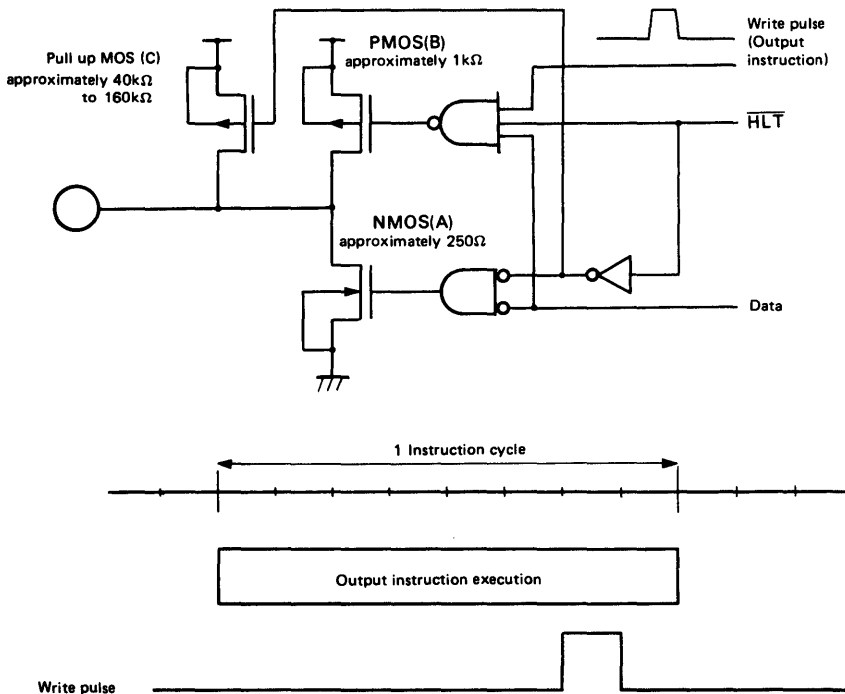 Pull up MOS (C)
approximately 40kΩ
to 160kΩ
PMOS(B)
approximately 1kΩ
Write pulse
(Output
instruction)
HLT
NMOS(A)
approximately 250Ω
Data
1 Instruction cycle
Output instruction execution
Write pulse